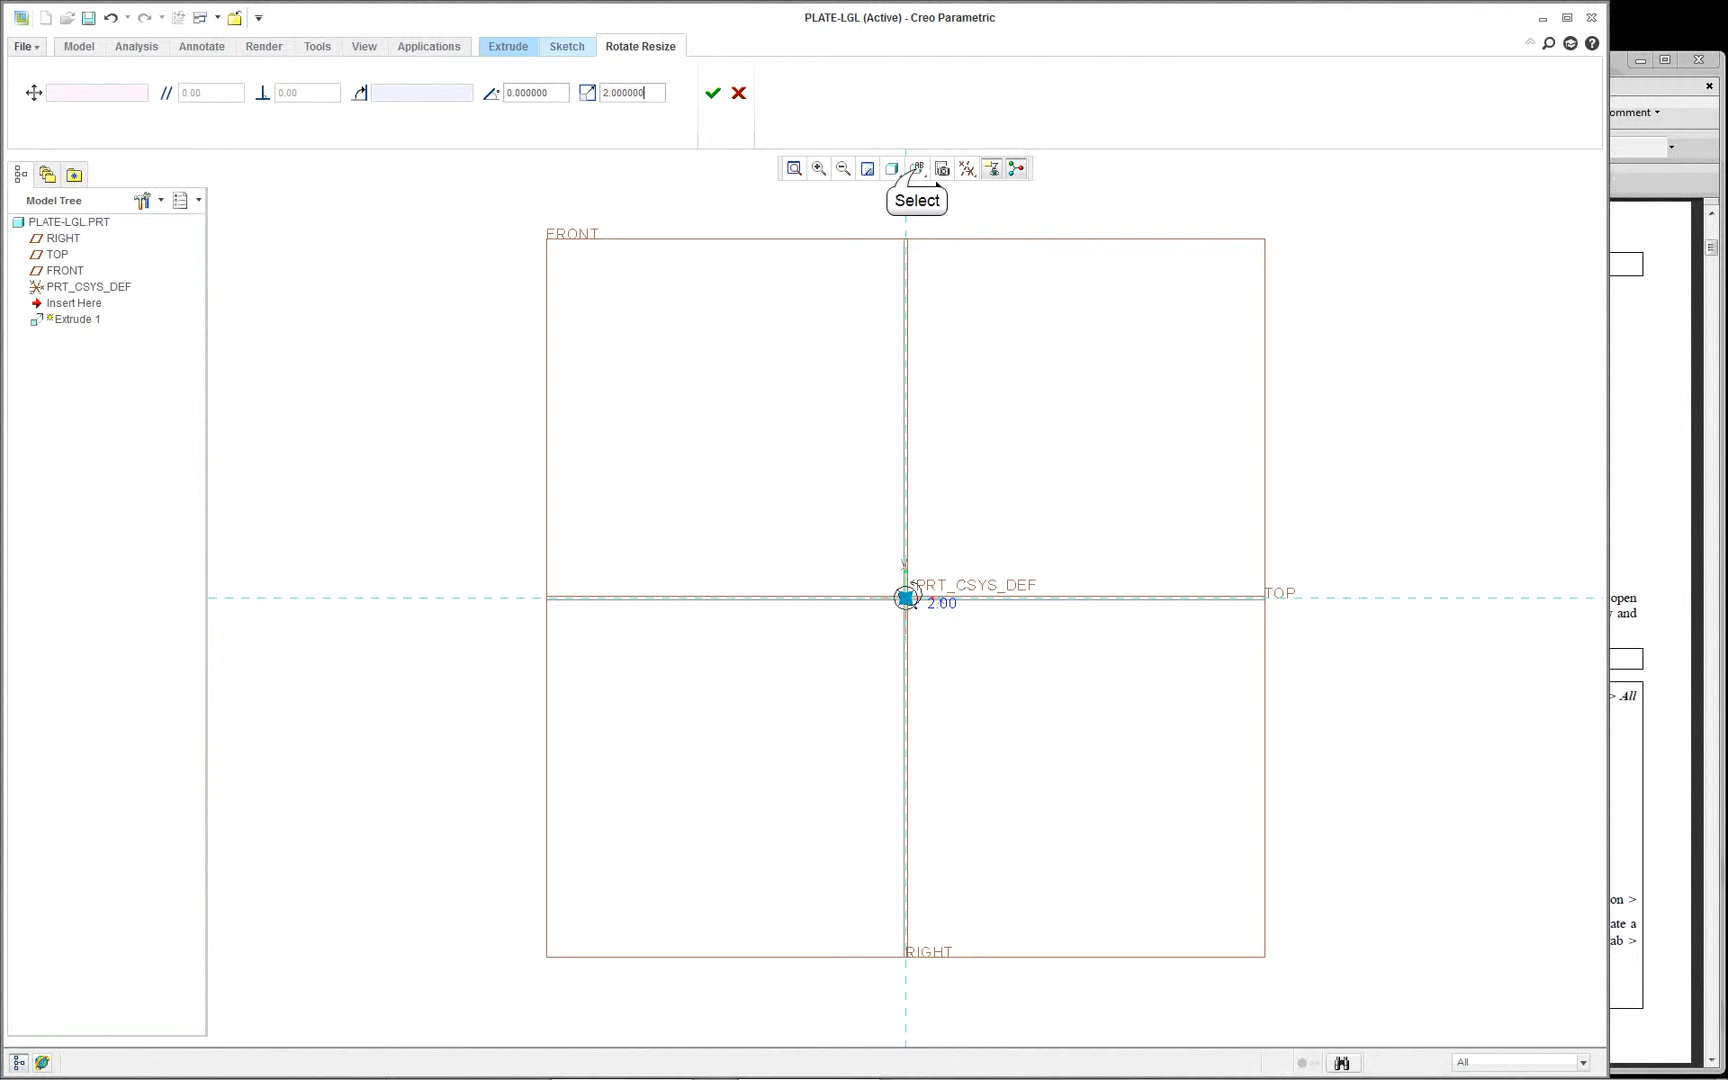 PLATE-LGL (Active) - Creo Parametric
File Model Analysis Annotate Render Tools View Applications Extrude Sketch Rotate Resize
0.00 0.00 0.000000 2.000000
omment
Select
Model Tree
PLATE-LGL.PRT
RIGHT
TOP
FRONT
PRT_CSYS_DEF
Insert Here
Extrude 1
FRONT
y
PRT_CSYS_DEF
2.00
TOP
RIGHT
open
y and
> All
on >
ate a
ab >
All